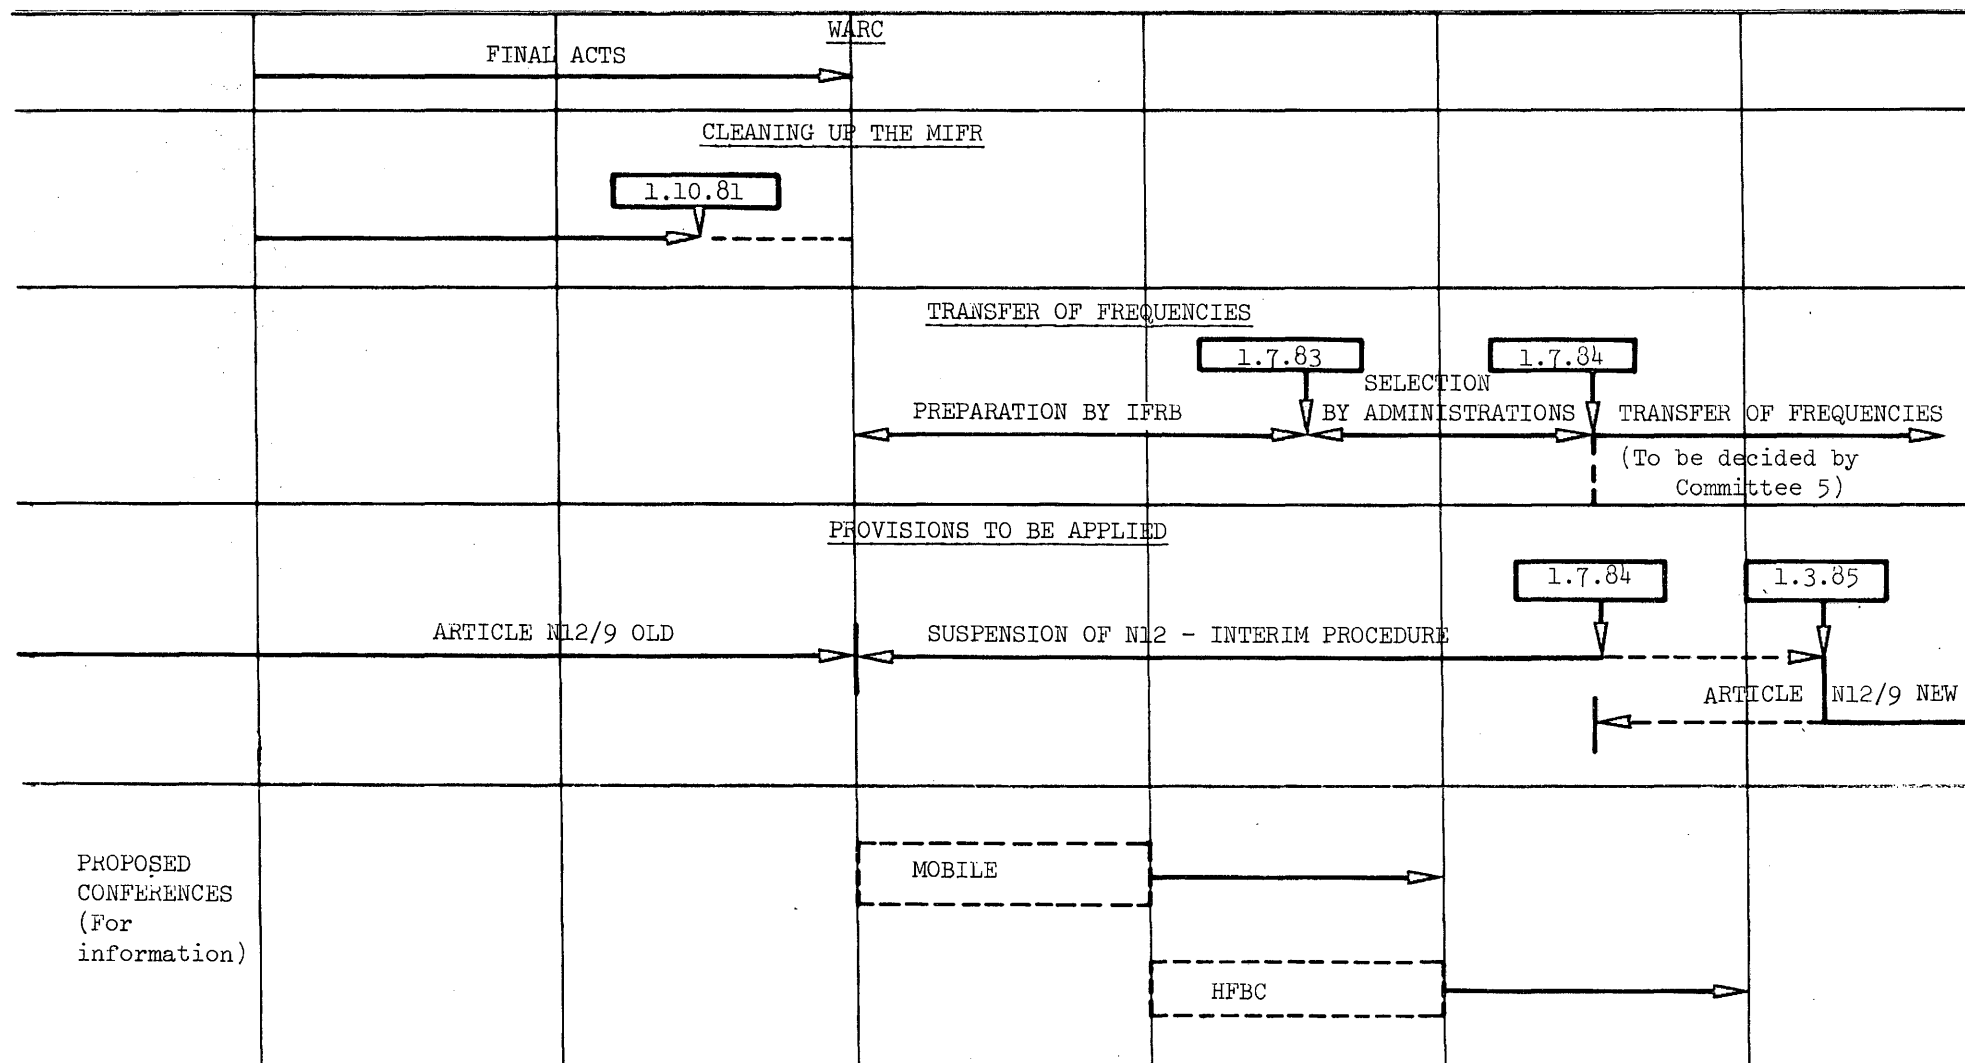 WARC
FINAL ACTS
CLEANING UP THE MIFR
1.10.81
TRANSFER OF FREQUENCIES
1.7.83
1.7.84
SELECTION
PREPARATION BY IFRB
BY ADMINISTRATIONS
TRANSFER OF FREQUENCIES
(To be decided by
Committee 5)
PROVISIONS TO BE APPLIED
1.7.84
1.3.85
ARTICLE N12/9 OLD
SUSPENSION OF N12 - INTERIM PROCEDURE
ARTICLE N12/9 NEW
PROPOSED
CONFERENCES
(For
information)
MOBILE
HFBC